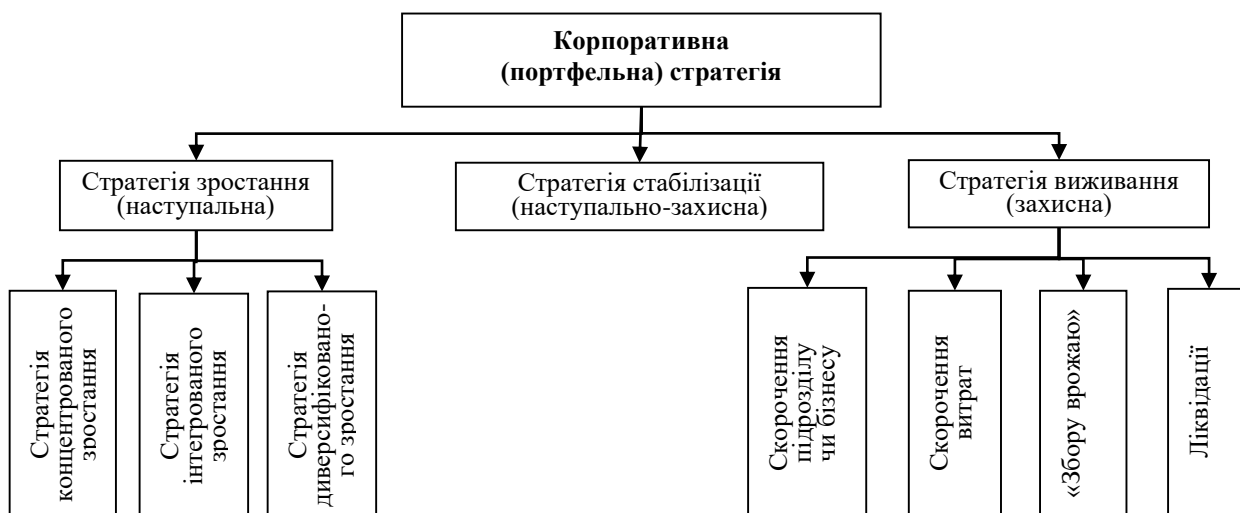 Корпоративна
(портфельна) стратегія
Стратегія зростання
(наступальна)
Стратегія стабілізації
(наступально-захисна)
Стратегія виживання
(захисна)
Стратегія
концентрованого
зростання
Стратегія
інтегрованого
зростання
Стратегія
диверсифіковано-
го зростання
Скорочення
підрозділу
чи бізнесу
Скорочення
витрат
«Збору врожаю»
Ліквідації